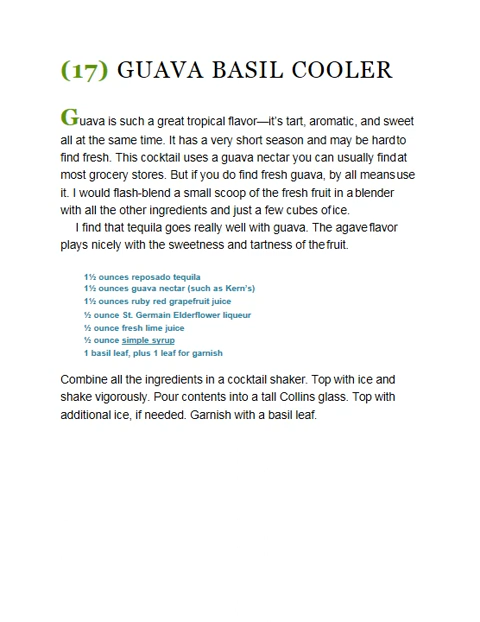 (17) GUAVA BASIL COOLER
Guava is such a great tropical flavor—it's tart, aromatic, and sweet
all at the same time. It has a very short season and may be hardto
find fresh. This cocktail uses a guava nectar you can usually findat
most grocery stores. But if you do find fresh guava, by all meansuse
it. I would flash-blend a small scoop of the fresh fruit in a blender
with all the other ingredients and just a few cubes ofice.
I find that tequila goes really well with guava. The agave flavor
plays nicely with the sweetness and tartness of thefruit.
1½ ounces reposado tequila
1½ ounces guava nectar (such as Kern's)
1½ ounces ruby red grapefruit juice
½ ounce St. Germain Elderflower liqueur
½ ounce fresh lime juice
½ ounce simple syrup
1 basil leaf, plus 1 leaf for garnish
Combine all the ingredients in a cocktail shaker. Top with ice and
shake vigorously. Pour contents into a tall Collins glass. Top with
additional ice, if needed. Garnish with a basil leaf.